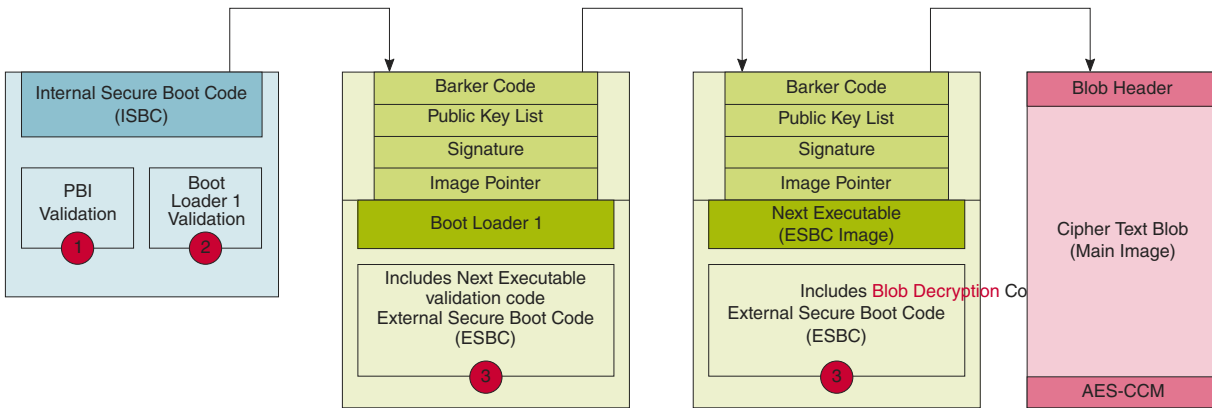 Internal Secure Boot Code
(ISBC)
PBI
Validation
1
Boot
Loader 1
Validation
2
Barker Code
Public Key List
Signature
Image Pointer
Boot Loader 1
Includes Next Executable
validation code
External Secure Boot Code
(ESBC)
3
Barker Code
Public Key List
Signature
Image Pointer
Next Executable
(ESBC Image)
Includes Blob Decryption Co
External Secure Boot Code
(ESBC)
3
Blob Header
Cipher Text Blob
(Main Image)
AES-CCM